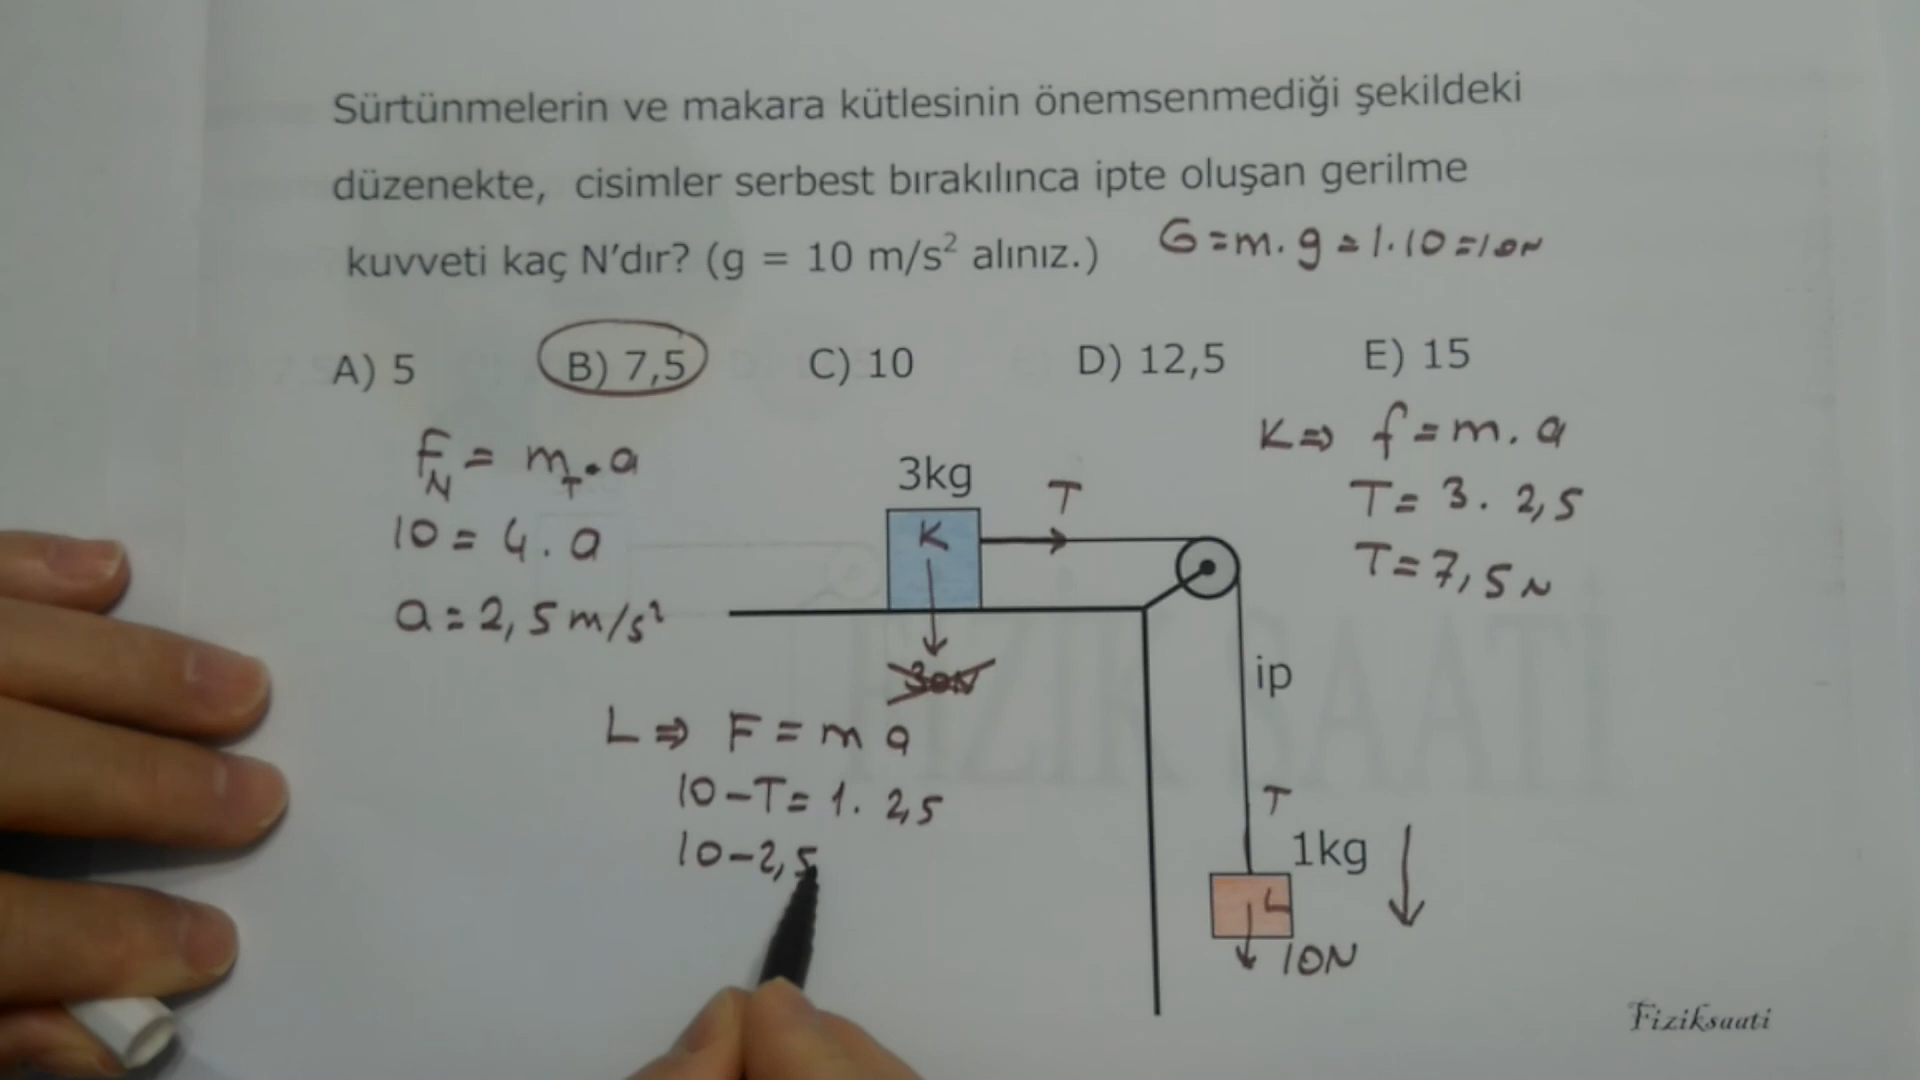 Sürtünmelerin ve makara kütlesinin önemsenmediği şekildeki
düzenekte, cisimler serbest bırakılınca ipte oluşan gerilme
kuvveti kaç N'dır? (g = 10 m/s² alınız.)
G=m.g=1.10=10N
A) 5 B) 7,5 C) 10 D) 12,5 E) 15
F_N = m_T.a
10 = 4.a
a=2,5 m/s²
3kg
K
T
30N
K⇒ f=m.a
T= 3. 2,5
T=7,5N
ip
L⇒ F=m a
10-T=1. 2,5
10-2,5
T
1kg
L
10N
Fiziksaati